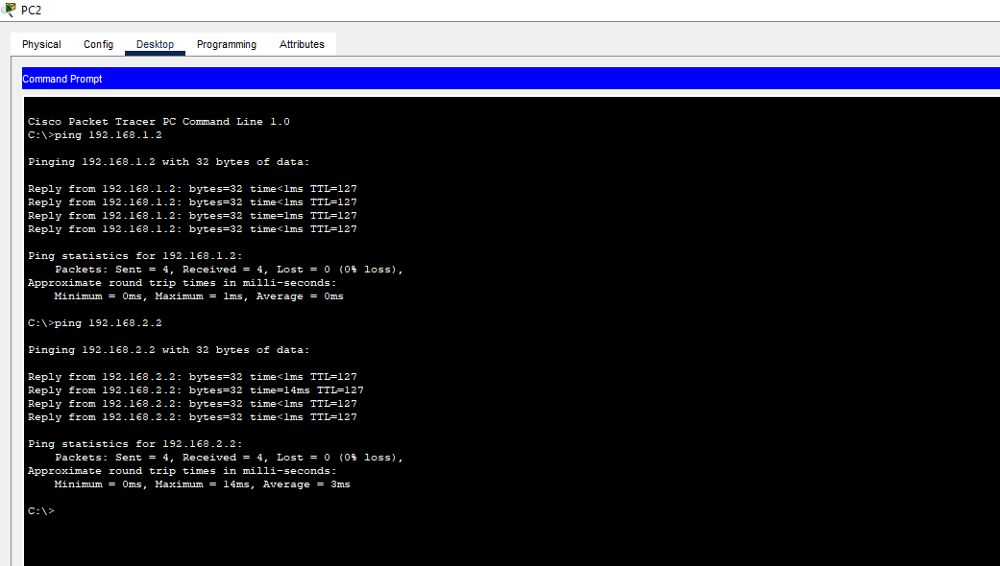 PC2
Physical Config Desktop Programming Attributes
Command Prompt
Cisco Packet Tracer PC Command Line 1.0
C:\>ping 192.168.1.2
Pinging 192.168.1.2 with 32 bytes of data:
Reply from 192.168.1.2: bytes=32 time<1ms TTL=127
Reply from 192.168.1.2: bytes=32 time<1ms TTL=127
Reply from 192.168.1.2: bytes=32 time=1ms TTL=127
Reply from 192.168.1.2: bytes=32 time<1ms TTL=127
Ping statistics for 192.168.1.2:
    Packets: Sent = 4, Received = 4, Lost = 0 (0% loss),
Approximate round trip times in milli-seconds:
    Minimum = 0ms, Maximum = 1ms, Average = 0ms
C:\>ping 192.168.2.2
Pinging 192.168.2.2 with 32 bytes of data:
Reply from 192.168.2.2: bytes=32 time<1ms TTL=127
Reply from 192.168.2.2: bytes=32 time=14ms TTL=127
Reply from 192.168.2.2: bytes=32 time<1ms TTL=127
Reply from 192.168.2.2: bytes=32 time<1ms TTL=127
Ping statistics for 192.168.2.2:
    Packets: Sent = 4, Received = 4, Lost = 0 (0% loss),
Approximate round trip times in milli-seconds:
    Minimum = 0ms, Maximum = 14ms, Average = 3ms
C:\>